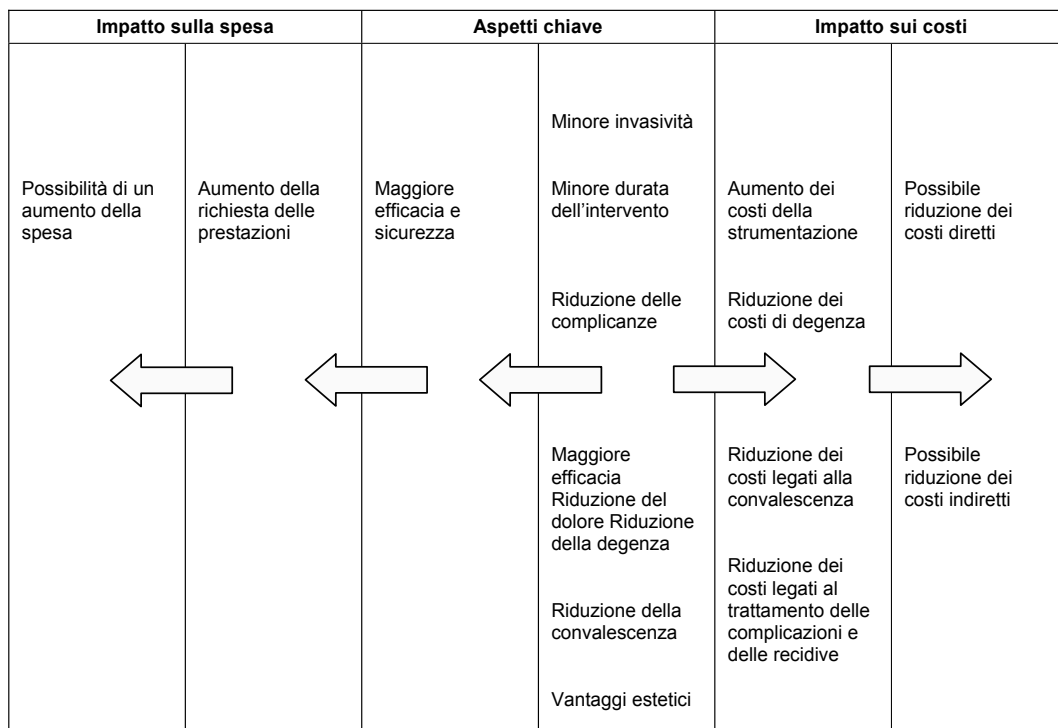 Impatto sulla spesa
Aspetti chiave
Impatto sui costi
Possibilità di un
aumento della
spesa
Aumento della
richiesta delle
prestazioni
Maggiore
efficacia e
sicurezza
Minore invasività
Minore durata
dell'intervento
Riduzione delle
complicanze
Maggiore
efficacia
Riduzione del
dolore Riduzione
della degenza
Riduzione della
convalescenza
Vantaggi estetici
Aumento dei
costi della
strumentazione
Riduzione dei
costi di degenza
Riduzione dei
costi legati alla
convalescenza
Riduzione dei
costi legati al
trattamento delle
complicazioni e
delle recidive
Possibile
riduzione dei
costi diretti
Possibile
riduzione dei
costi indiretti